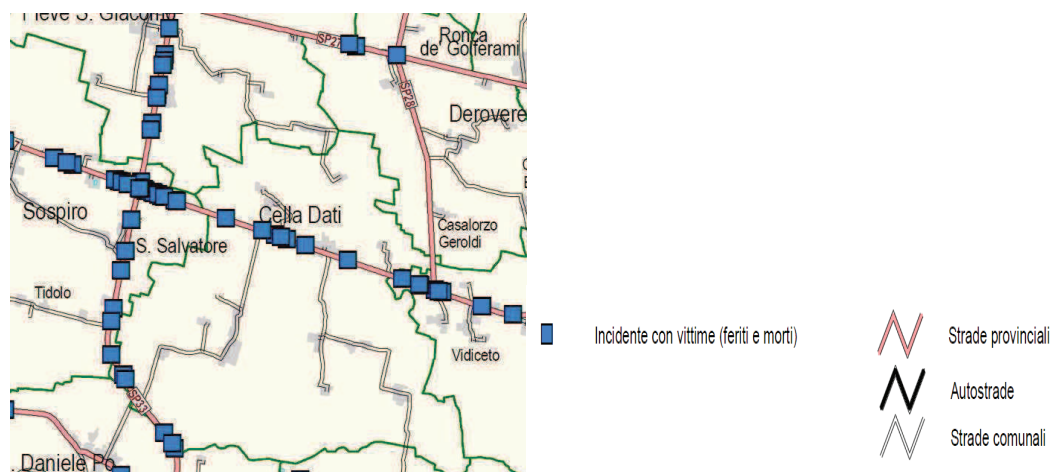 Pieve S. Giacomo
Ronca
de' Golferami
SP27
SP28
Derovere
Sospiro
Cella Dati
S. Salvatore
Casalorzo
Geroldi
Tidolo
Vidiceto
SP33
Daniele Po
Incidente con vittime (feriti e morti)
Strade provinciali
Autostrade
Strade comunali